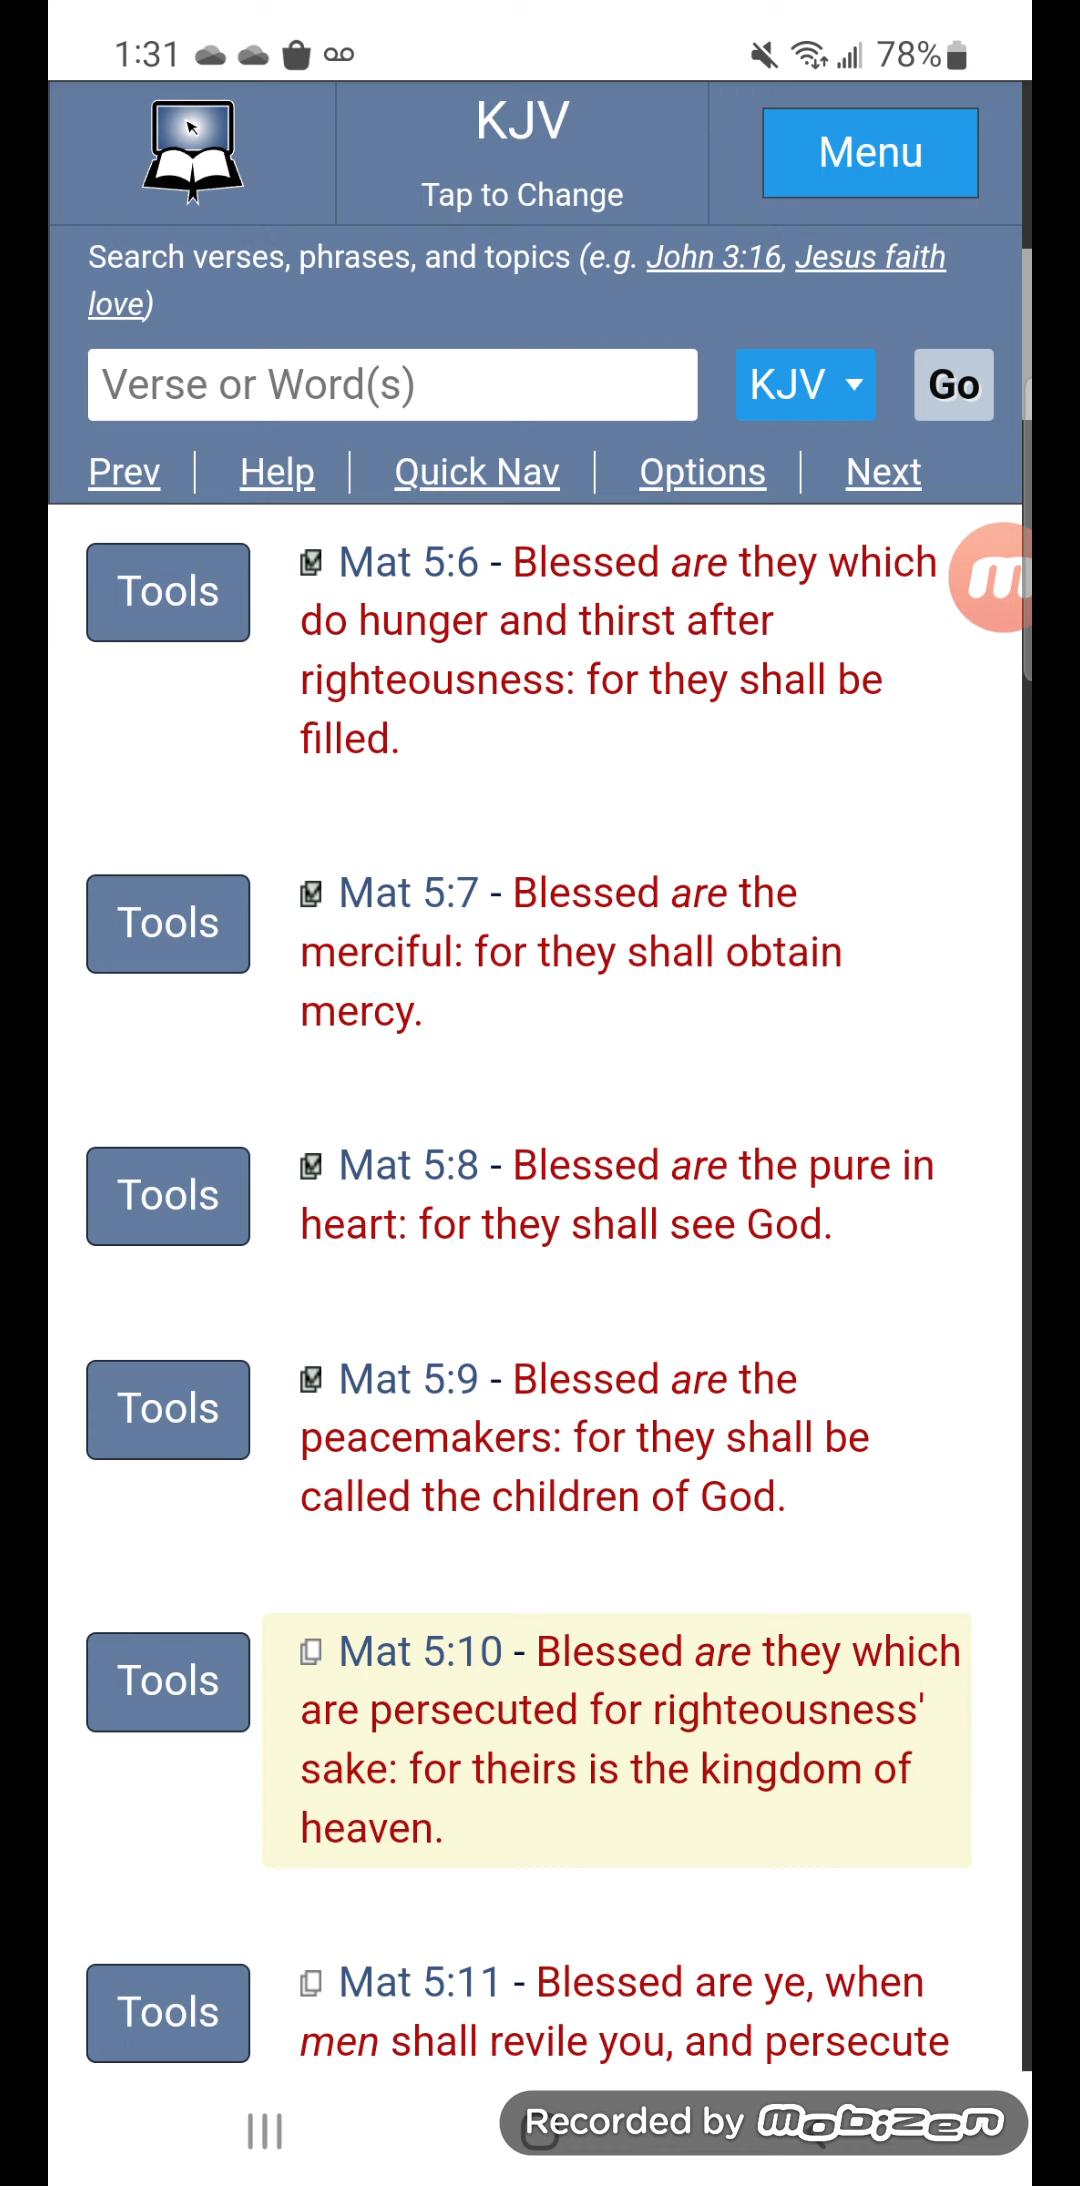 1:31 78%
KJV
Tap to Change
Menu
Search verses, phrases, and topics (e.g. John 3:16, Jesus faith
love)
Verse or Word(s) KJV Go
Prev Help Quick Nav Options Next
Tools
Mat 5:6 - Blessed are they which
do hunger and thirst after
righteousness: for they shall be
filled.
Tools
Mat 5:7 - Blessed are the
merciful: for they shall obtain
mercy.
Tools
Mat 5:8 - Blessed are the pure in
heart: for they shall see God.
Tools
Mat 5:9 - Blessed are the
peacemakers: for they shall be
called the children of God.
Tools
Mat 5:10 - Blessed are they which
are persecuted for righteousness'
sake: for theirs is the kingdom of
heaven.
Tools
Mat 5:11 - Blessed are ye, when
men shall revile you, and persecute
Recorded by mobizen